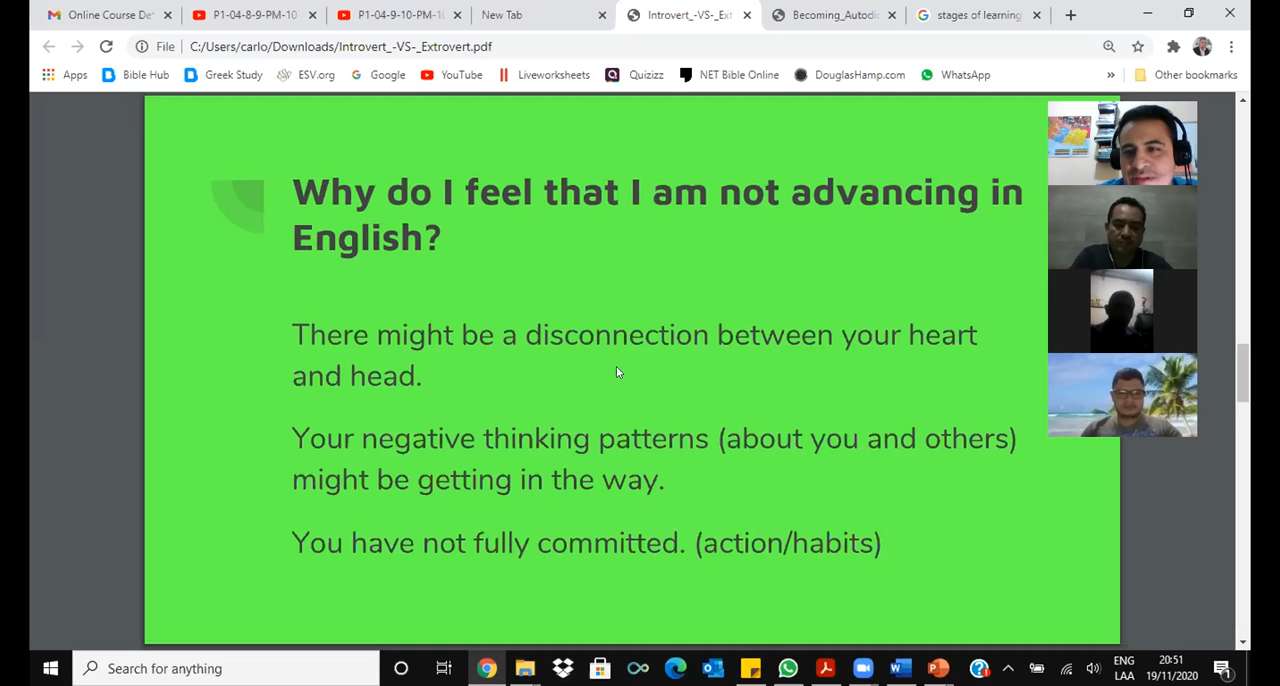 Online Course De
P1-04-8-9-PM-10
P1-04-9-10-PM-1
New Tab
Introvert_-VS-_Ext
Becoming_Autodi
stages of learning
File
C:/Users/carlo/Downloads/Introvert_-VS-_Extrovert.pdf
Apps
Bible Hub
Greek Study
ESV.org
Google
YouTube
Liveworksheets
Quizizz
NET Bible Online
DouglasHamp.com
WhatsApp
»
Other bookmarks
Why do I feel that I am not advancing in
English?
There might be a disconnection between your heart
and head.
Your negative thinking patterns (about you and others)
might be getting in the way.
You have not fully committed. (action/habits)
Search for anything
ENG
LAA
20:51
19/11/2020